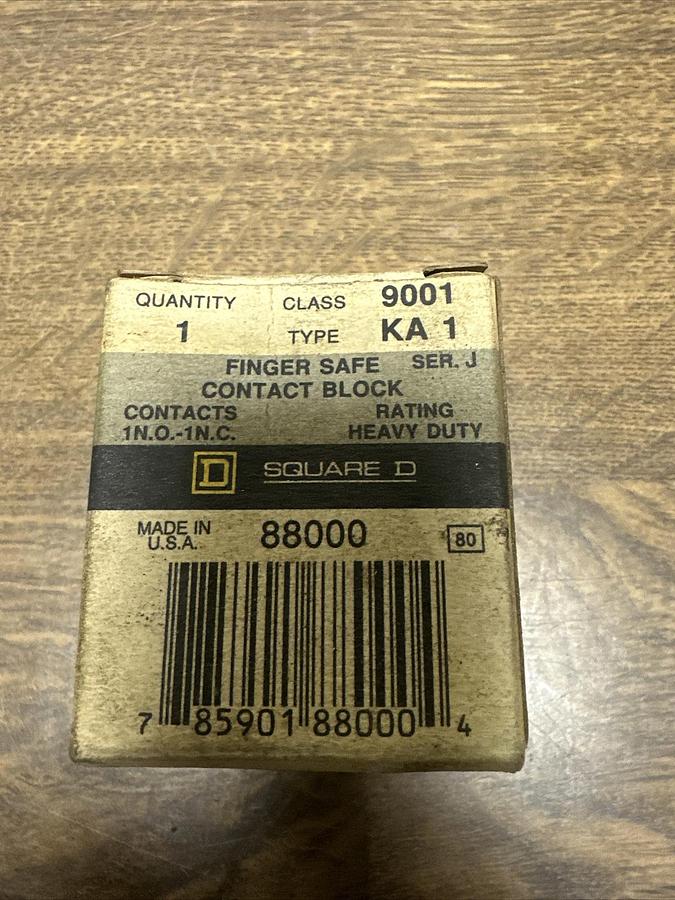 QUANTITY CLASS 9001
1 TYPE KA 1
FINGER SAFE SER. J
CONTACT BLOCK
CONTACTS RATING
1N.O.-1N.C. HEAVY DUTY
D SQUARE D
MADE IN 88000 80
U.S.A.
7 85901 88000 4